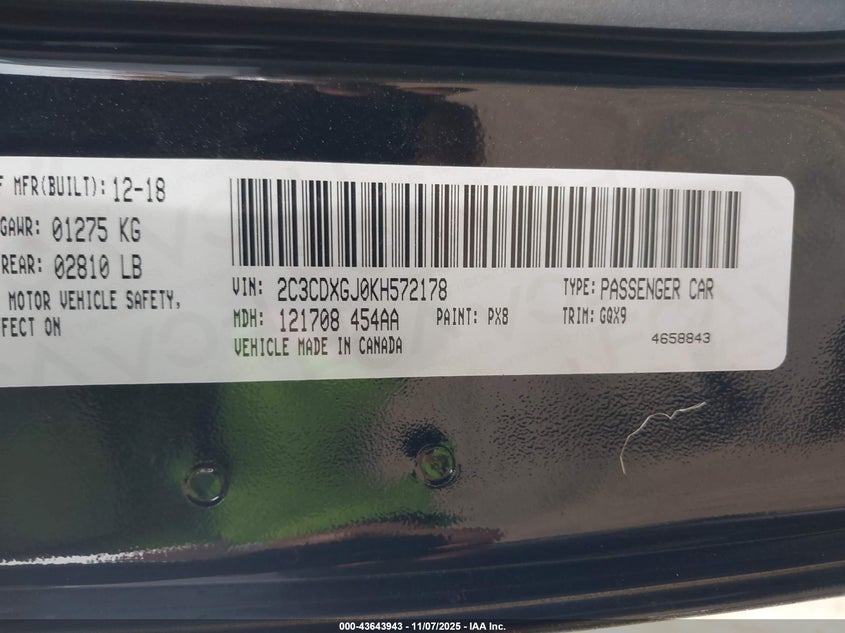 F MFR(BUILT): 12-18
GAWR: 01275 KG
REAR: 02810 LB
MOTOR VEHICLE SAFETY,
FFECT ON
VIN: 2C3CDXGJ0KH572178
TYPE: PASSENGER CAR
MDH: 121708 454AA
PAINT: PX8
TRIM: GQX9
VEHICLE MADE IN CANADA
4658843
000-43643943 - 11/07/2025 - IAA Inc.